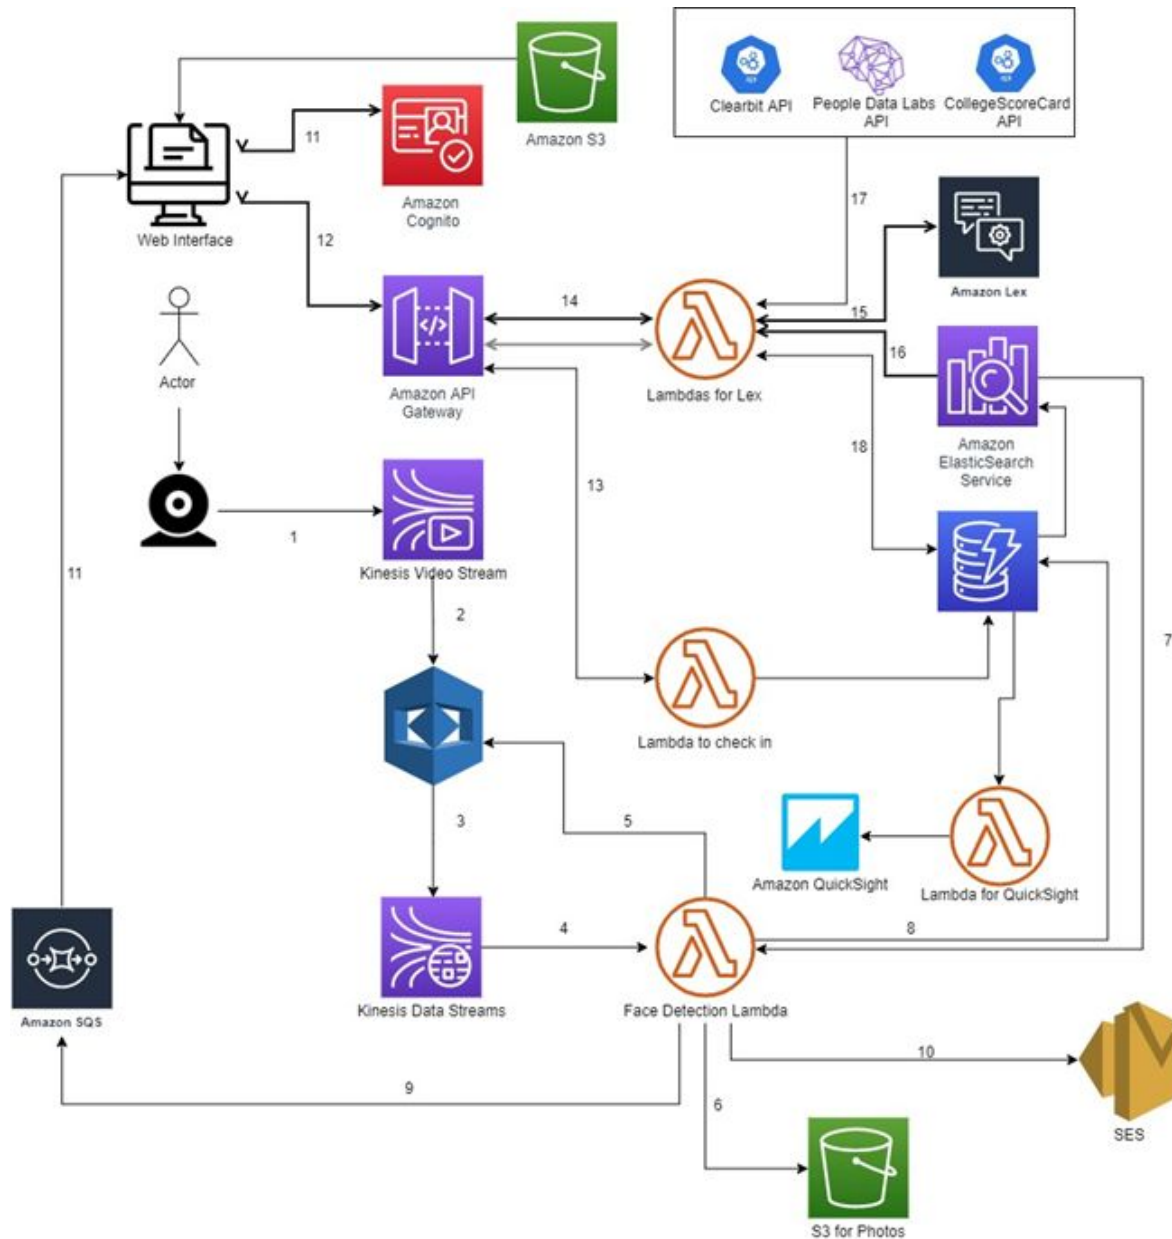 Clearbit API
People Data Labs
API
CollegeScoreCard
API
Amazon S3
11
Amazon
Cognito
Web Interface
12
17
Amazon Lex
15
14
16
Actor
Amazon API
Gateway
Lambdas for Lex
Amazon
ElasticSearch
Service
18
13
1
Kinesis Video Stream
11
2
7
Lambda to check in
3
5
Amazon QuickSight
Lambda for QuickSight
4
8
Amazon SQS
Kinesis Data Streams
Face Detection Lambda
10
9
6
SES
S3 for Photos